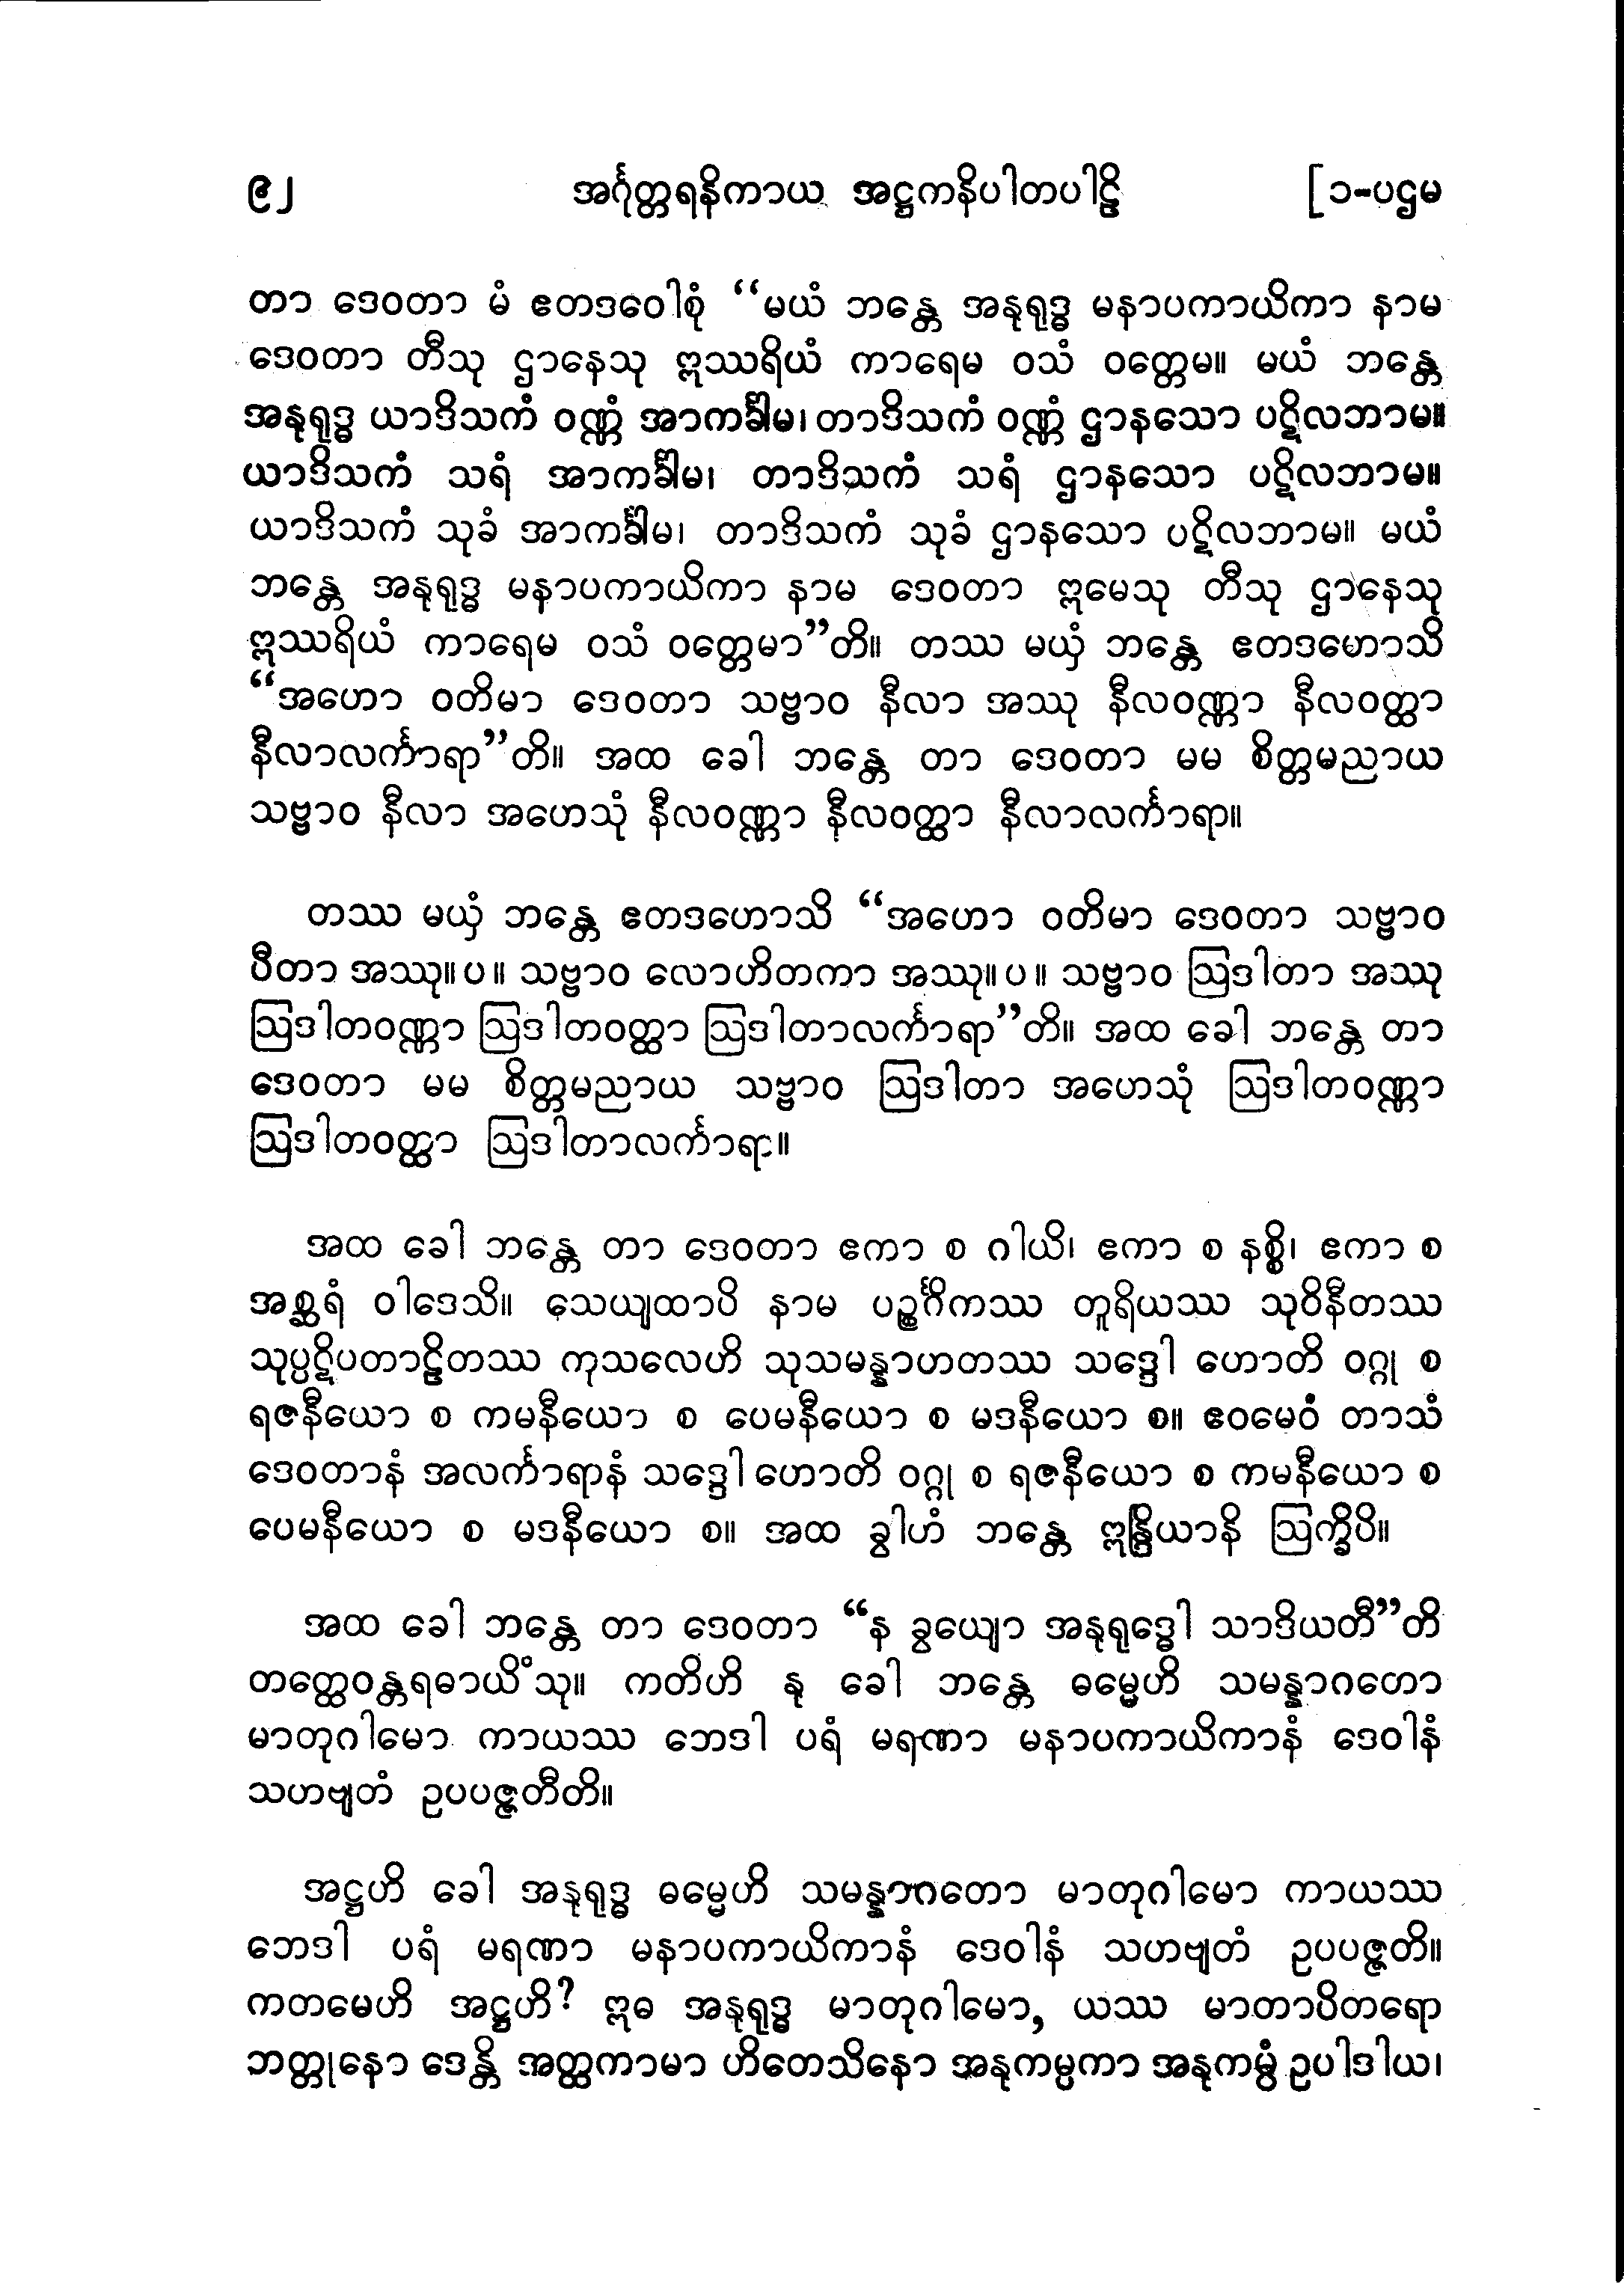 ၉၂ အင်္ဂုတ္တရနိကာယ အဋ္ဌကနိပါတပါဠိ [၁-ပဌမ
တာ ဒေဝတာ မံ ဧတဒဝေါစုံ “မယံ ဘန္တေ အနုရုဒ္ဓ မနာပကာယိကာ နာမ
ဒေဝတာ တီသု ဌာနေသု ဣဿရိယံ ကာရေမ ဝသံ ဝတ္တေမ။ မယံ ဘန္တေ
အနုရုဒ္ဓ ယာဒိသကံ ဝဏ္ဏံ အာကင်္ခါမ၊ တာဒိသကံ ဝဏ္ဏံ ဌာနသော ပဋိလဘာမ။
ယာဒိသကံ သရံ အာကင်္ခါမ၊ တာဒိသကံ သရံ ဌာနသော ပဋိလဘာမ။
ယာဒိသကံ သုခံ အာကင်္ခါမ၊ တာဒိသကံ သုခံ ဌာနသော ပဋိလဘာမ။ မယံ
ဘန္တေ အနုရုဒ္ဓ မနာပကာယိကာ နာမ ဒေဝတာ ဣမေသု တီသု ဌာနေသု
ဣဿရိယံ ကာရေမ ဝသံ ဝတ္တေမာ”တိ။ တဿ မယှံ ဘန္တေ ဧတဒဟောသိ
“အဟော ဝတိမာ ဒေဝတာ သဗ္ဗာဝ နီလာ အဿု နီလဝဏ္ဏာ နီလဝတ္ထာ
နီလာလင်္ကာရာ”တိ။ အထ ခေါ ဘန္တေ တာ ဒေဝတာ မမ စိတ္တမညာယ
သဗ္ဗာဝ နီလာ အဟေသုံ နီလဝဏ္ဏာ နီလဝတ္ထာ နီလာလင်္ကာရာ။
တဿ မယှံ ဘန္တေ ဧတဒဟောသိ “အဟော ဝတိမာ ဒေဝတာ သဗ္ဗာဝ
ပီတာ အဿု။ပ။ သဗ္ဗာဝ လောဟိတကာ အဿု။ပ။ သဗ္ဗာဝ ဩဒါတာ အဿု
ဩဒါတဝဏ္ဏာ ဩဒါတဝတ္ထာ ဩဒါတာလင်္ကာရာ”တိ။ အထ ခေါ ဘန္တေ တာ
ဒေဝတာ မမ စိတ္တမညာယ သဗ္ဗာဝ ဩဒါတာ အဟေသုံ ဩဒါတဝဏ္ဏာ
ဩဒါတဝတ္ထာ ဩဒါတာလင်္ကာရာ။
အထ ခေါ ဘန္တေ တာ ဒေဝတာ ဧကာ စ ဂါယိ၊ ဧကာ စ နစ္စိ၊ ဧကာ စ
အစ္ဆရံ ဝါဒေသိ။ သေယျထာပိ နာမ ပဉ္စင်္ဂိကဿ တူရိယဿ သုဝိနီတဿ
သုပ္ပဋိပတာဠိတဿ ကုသလေဟိ သုသမန္နာဟတဿ သဒ္ဒေါ ဟောတိ ဝဂ္ဂု စ
ရဇနီယော စ ကမနီယော စ ပေမနီယော စ မဒနီယော စ။ ဧဝမေဝံ တာသံ
ဒေဝတာနံ အလင်္ကာရာနံ သဒ္ဒေါ ဟောတိ ဝဂ္ဂု စ ရဇနီယော စ ကမနီယော စ
ပေမနီယော စ မဒနီယော စ။ အထ ခွါဟံ ဘန္တေ ဣန္ဒြိယာနိ ဩက္ခိပိ။
အထ ခေါ ဘန္တေ တာ ဒေဝတာ “န ခွယျော အနုရုဒ္ဓေါ သာဒိယတီ”တိ
တတ္ထေဝန္တရဓာယိံသု။ ကတိဟိ နု ခေါ ဘန္တေ ဓမ္မေဟိ သမန္နာဂတော
မာတုဂါမော ကာယဿ ဘေဒါ ပရံ မရဏာ မနာပကာယိကာနံ ဒေဝါနံ
သဟဗျတံ ဥပပဇ္ဇတီတိ။
အဋ္ဌဟိ ခေါ အနုရုဒ္ဓ ဓမ္မေဟိ သမန္နာဂတော မာတုဂါမော ကာယဿ
ဘေဒါ ပရံ မရဏာ မနာပကာယိကာနံ ဒေဝါနံ သဟဗျတံ ဥပပဇ္ဇတိ။
ကတမေဟိ အဋ္ဌဟိ? ဣဓ အနုရုဒ္ဓ မာတုဂါမော, ယဿ မာတာပိတရော
ဘတ္တုနော ဒေန္တိ အတ္ထကာမာ ဟိတေသိနော အနုကမ္ပကာ အနုကမ္ပံ ဥပါဒါယ၊